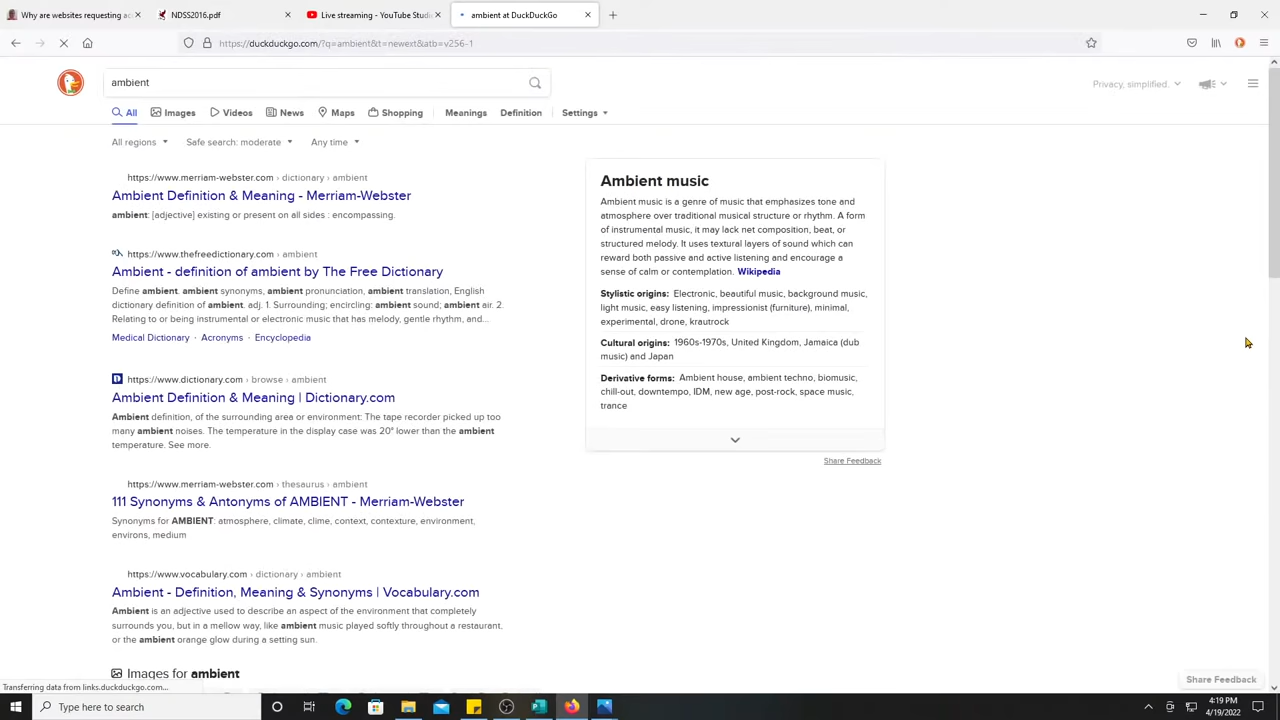 Why are websites requesting ac
NDSS2016.pdf
Live streaming - YouTube Studio
ambient at DuckDuckGo
https://duckduckgo.com/?q=ambient&t=newext&atb=v256-1
ambient
Privacy, simplified.
All Images Videos News Maps Shopping Meanings Definition Settings
All regions Safe search: moderate Any time
https://www.merriam-webster.com › dictionary › ambient
Ambient Definition & Meaning - Merriam-Webster
ambient: [adjective] existing or present on all sides : encompassing.
https://www.thefreedictionary.com › ambient
Ambient - definition of ambient by The Free Dictionary
Define ambient. ambient synonyms, ambient pronunciation, ambient translation, English
dictionary definition of ambient. adj. 1. Surrounding; encircling: ambient sound; ambient air. 2.
Relating to or being instrumental or electronic music that has melody, gentle rhythm, and...
Medical Dictionary · Acronyms · Encyclopedia
https://www.dictionary.com › browse › ambient
Ambient Definition & Meaning | Dictionary.com
Ambient definition, of the surrounding area or environment: The tape recorder picked up too
many ambient noises. The temperature in the display case was 20° lower than the ambient
temperature. See more.
https://www.merriam-webster.com › thesaurus › ambient
111 Synonyms & Antonyms of AMBIENT - Merriam-Webster
Synonyms for AMBIENT: atmosphere, climate, clime, context, contexture, environment,
environs, medium
https://www.vocabulary.com › dictionary › ambient
Ambient - Definition, Meaning & Synonyms | Vocabulary.com
Ambient is an adjective used to describe an aspect of the environment that completely
surrounds you, but in a mellow way, like ambient music played softly throughout a restaurant,
or the ambient orange glow during a setting sun.
Images for ambient
Ambient music
Ambient music is a genre of music that emphasizes tone and
atmosphere over traditional musical structure or rhythm. A form
of instrumental music, it may lack net composition, beat, or
structured melody. It uses textural layers of sound which can
reward both passive and active listening and encourage a
sense of calm or contemplation. Wikipedia
Stylistic origins: Electronic, beautiful music, background music,
light music, easy listening, impressionist (furniture), minimal,
experimental, drone, krautrock
Cultural origins: 1960s-1970s, United Kingdom, Jamaica (dub
music) and Japan
Derivative forms: Ambient house, ambient techno, biomusic,
chill-out, downtempo, IDM, new age, post-rock, space music,
trance
Share Feedback
Share Feedback
Transferring data from links.duckduckgo.com...
Type here to search
4:19 PM
4/19/2022